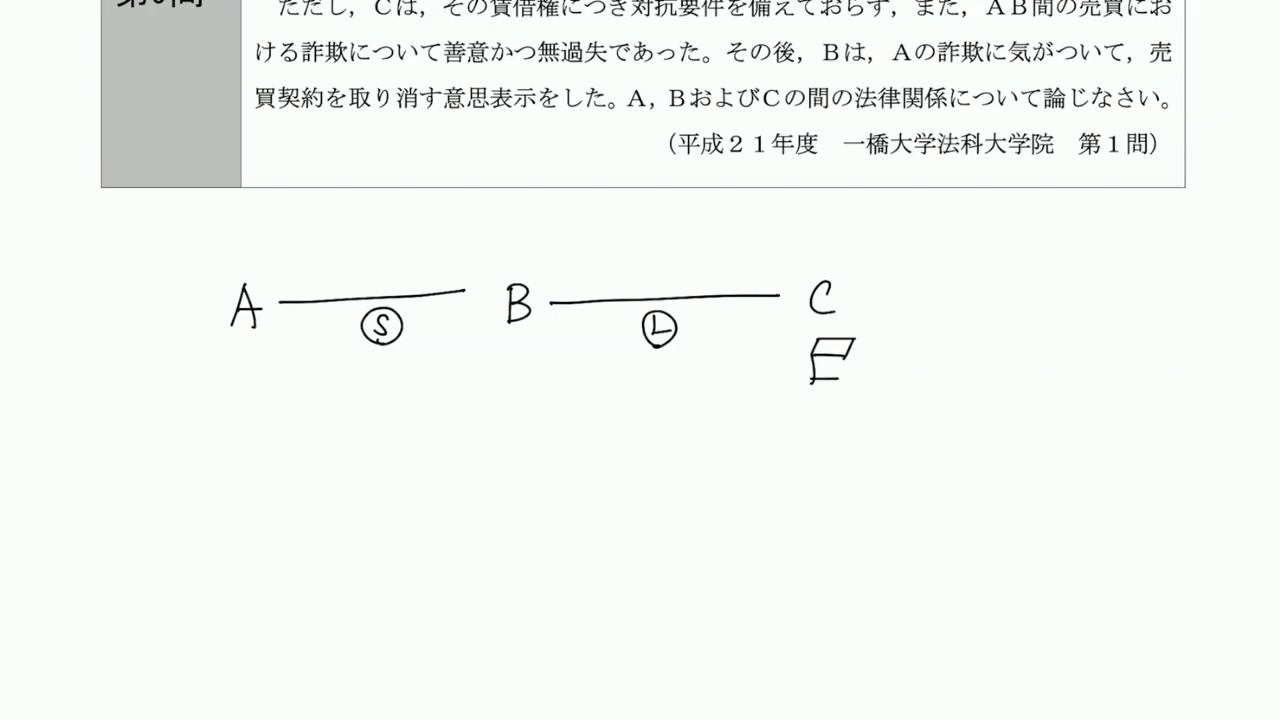 ただし，Ｃは，その賃借権につき対抗要件を備えておらず，また，ＡＢ間の売買にお
ける詐欺について善意かつ無過失であった。その後，Ｂは，Ａの詐欺に気がついて，売
買契約を取り消す意思表示をした。Ａ，ＢおよびＣの間の法律関係について論じなさい。
（平成２１年度　一橋大学法科大学院　第１問）
A S B L C